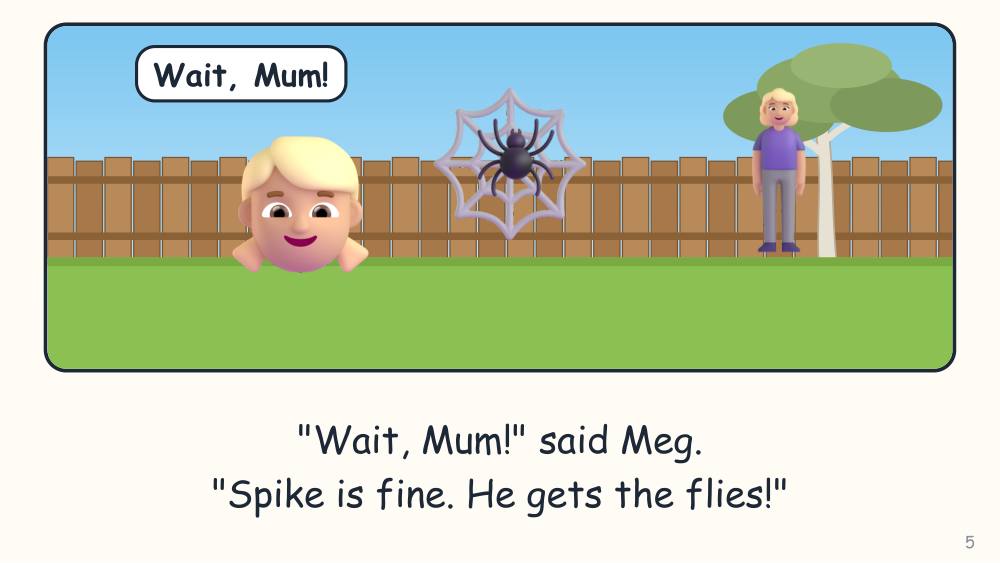 Wait, Mum!
"Wait, Mum!" said Meg.
"Spike is fine. He gets the flies!"
5